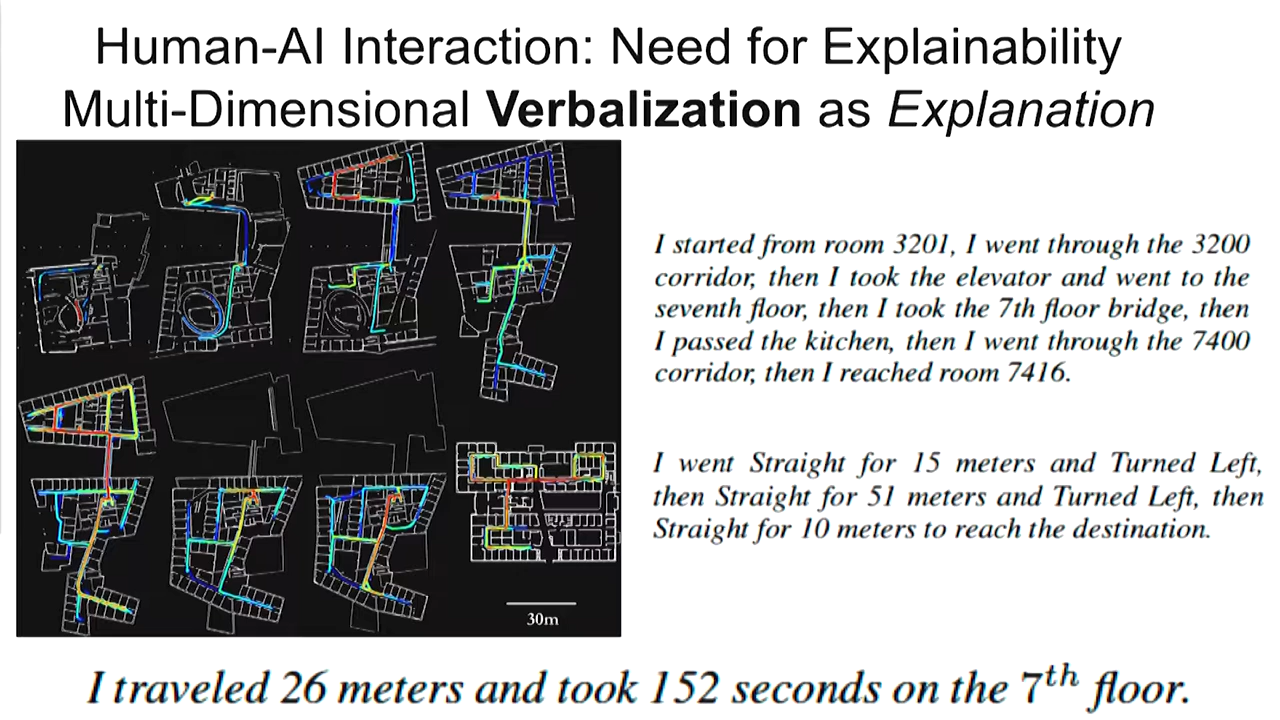 Human-AI Interaction: Need for Explainability
Multi-Dimensional Verbalization as Explanation
I started from room 3201, I went through the 3200
corridor, then I took the elevator and went to the
seventh floor, then I took the 7th floor bridge, then
I passed the kitchen, then I went through the 7400
corridor, then I reached room 7416.
I went Straight for 15 meters and Turned Left,
then Straight for 51 meters and Turned Left, then
Straight for 10 meters to reach the destination.
30m
I traveled 26 meters and took 152 seconds on the 7th floor.